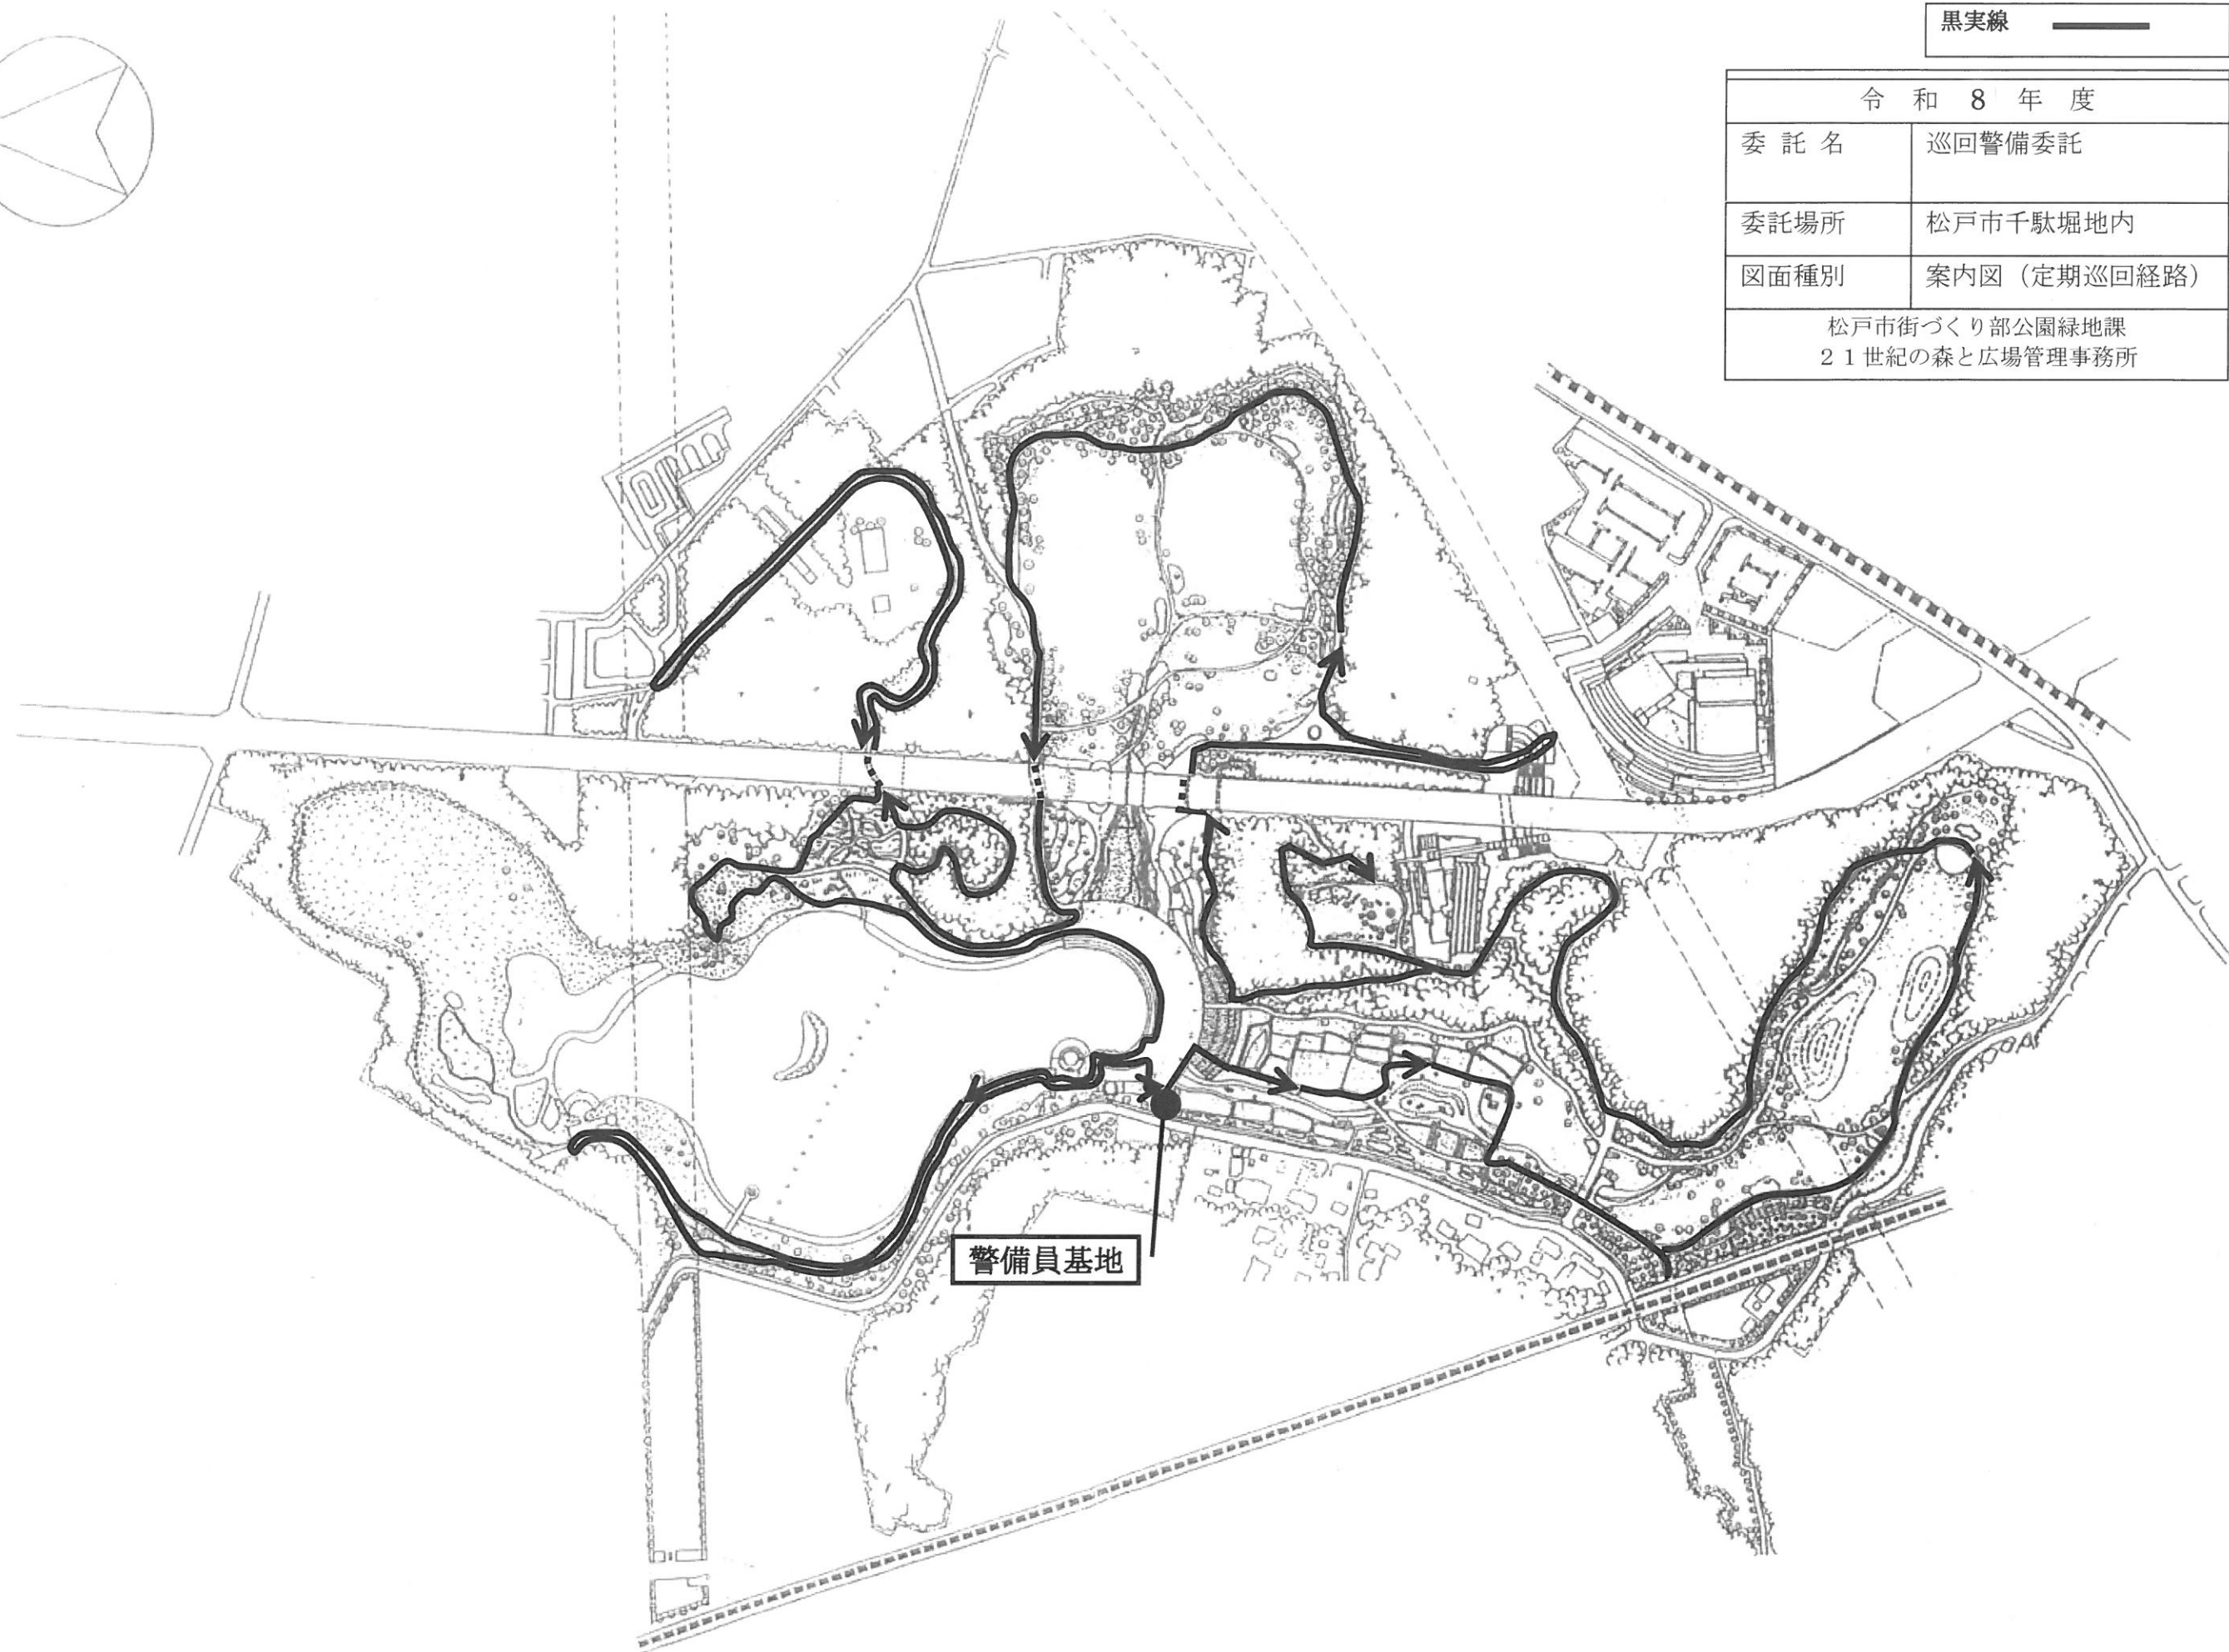 黒実線
令和8年度
委託名 巡回警備委託
委託場所 松戸市千駄堀地内
図面種別 案内図(定期巡回経路)
松戸市街づくり部公園緑地課
21世紀の森と広場管理事務所
警備員基地